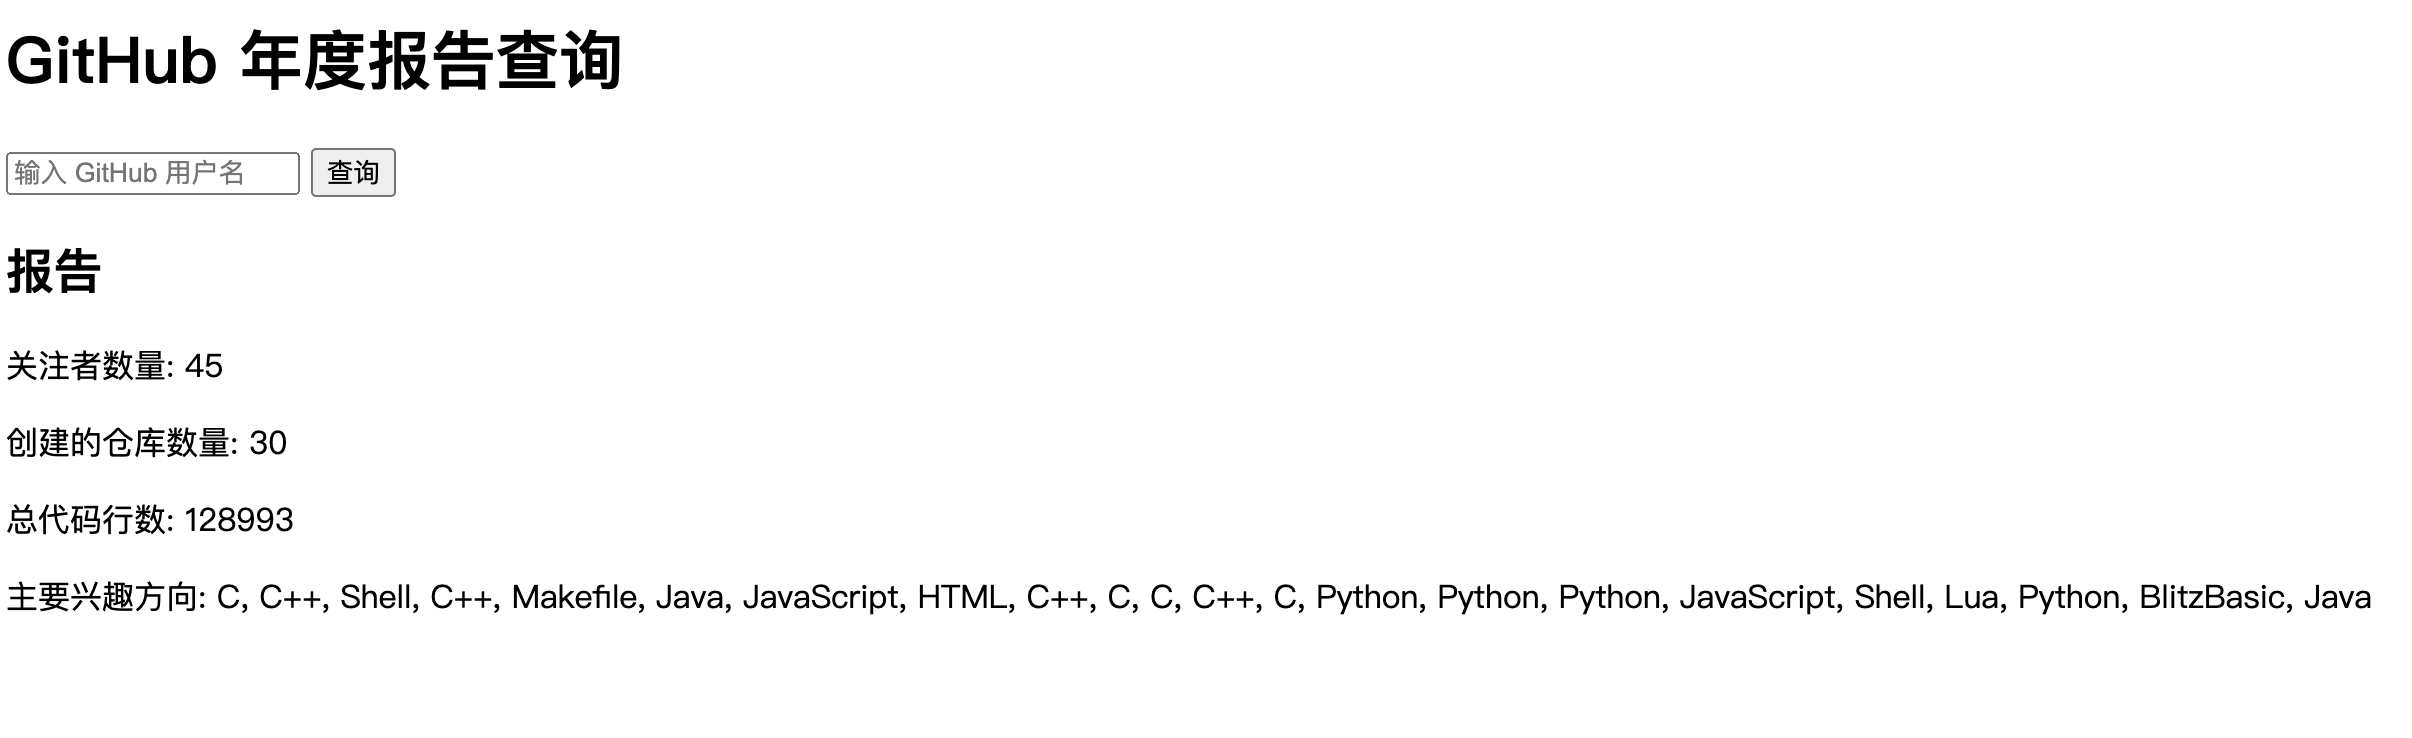 GitHub 年度报告查询
输入 GitHub 用户名 查询
报告
关注者数量: 45
创建的仓库数量: 30
总代码行数: 128993
主要兴趣方向: C, C++, Shell, C++, Makefile, Java, JavaScript, HTML, C++, C, C, C++, C, Python, Python, Python, JavaScript, Shell, Lua, Python, BlitzBasic, Java